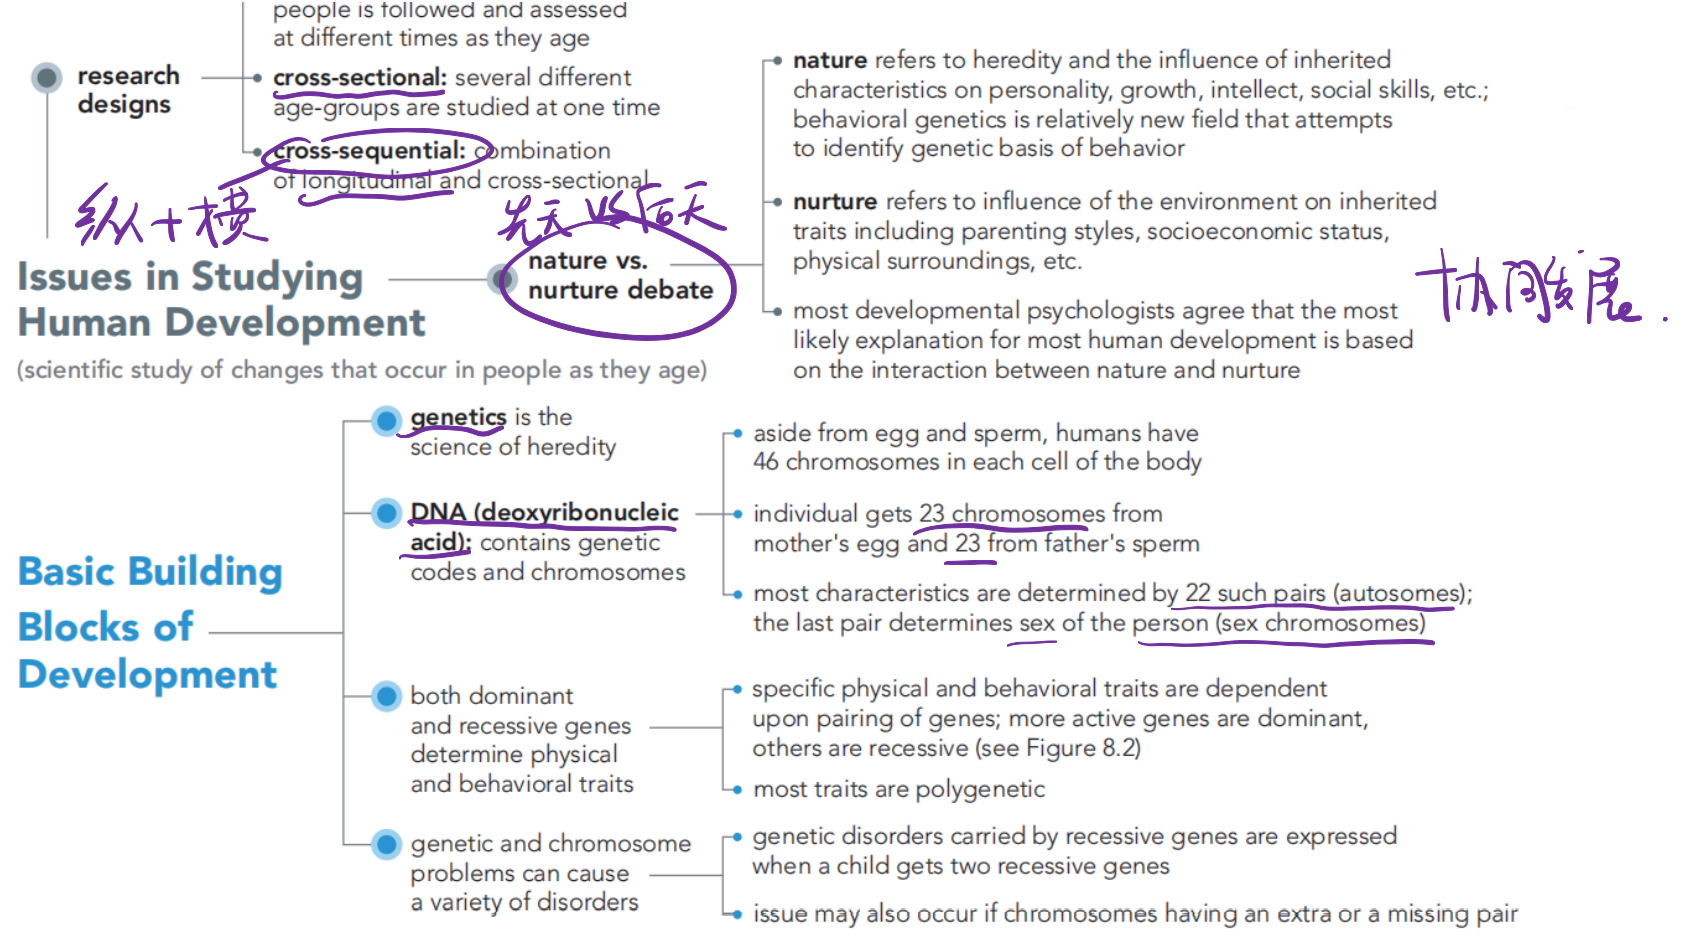 people is followed and assessed
at different times as they age
research
designs
cross-sectional: several different
age-groups are studied at one time
cross-sequential: combination
of longitudinal and cross-sectional
纵+横
先天 VS 后天
Issues in Studying
Human Development
(scientific study of changes that occur in people as they age)
nature vs.
nurture debate
nature refers to heredity and the influence of inherited
characteristics on personality, growth, intellect, social skills, etc.;
behavioral genetics is relatively new field that attempts
to identify genetic basis of behavior
nurture refers to influence of the environment on inherited
traits including parenting styles, socioeconomic status,
physical surroundings, etc.
most developmental psychologists agree that the most
likely explanation for most human development is based
on the interaction between nature and nurture
协同发展.
Basic Building
Blocks of
Development
genetics is the
science of heredity
DNA (deoxyribonucleic
acid): contains genetic
codes and chromosomes
aside from egg and sperm, humans have
46 chromosomes in each cell of the body
individual gets 23 chromosomes from
mother's egg and 23 from father's sperm
most characteristics are determined by 22 such pairs (autosomes);
the last pair determines sex of the person (sex chromosomes)
both dominant
and recessive genes
determine physical
and behavioral traits
specific physical and behavioral traits are dependent
upon pairing of genes; more active genes are dominant,
others are recessive (see Figure 8.2)
most traits are polygenetic
genetic and chromosome
problems can cause
a variety of disorders
genetic disorders carried by recessive genes are expressed
when a child gets two recessive genes
issue may also occur if chromosomes having an extra or a missing pair